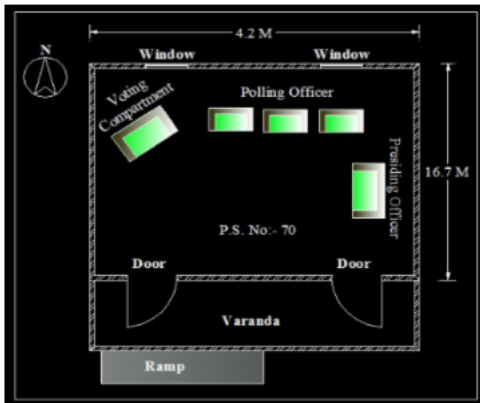 4.2 M
N
Window
Window
Voting
Compartment
Polling Officer
Presiding Officer
16.7 M
P.S. No:- 70
Door
Door
Varanda
Ramp